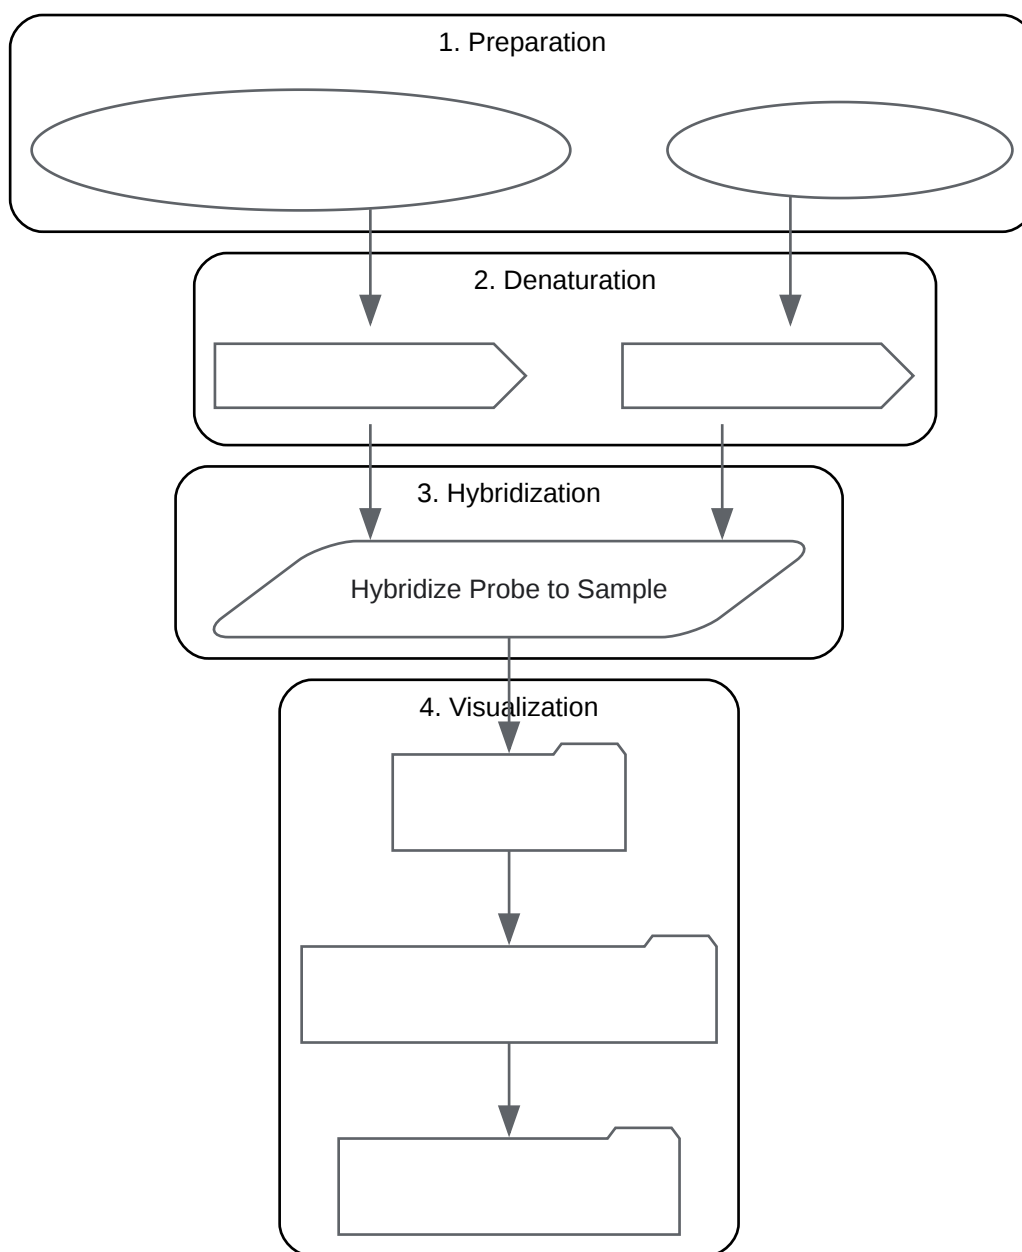 1. Preparation
2. Denaturation
3. Hybridization
Hybridize Probe to Sample
4. Visualization